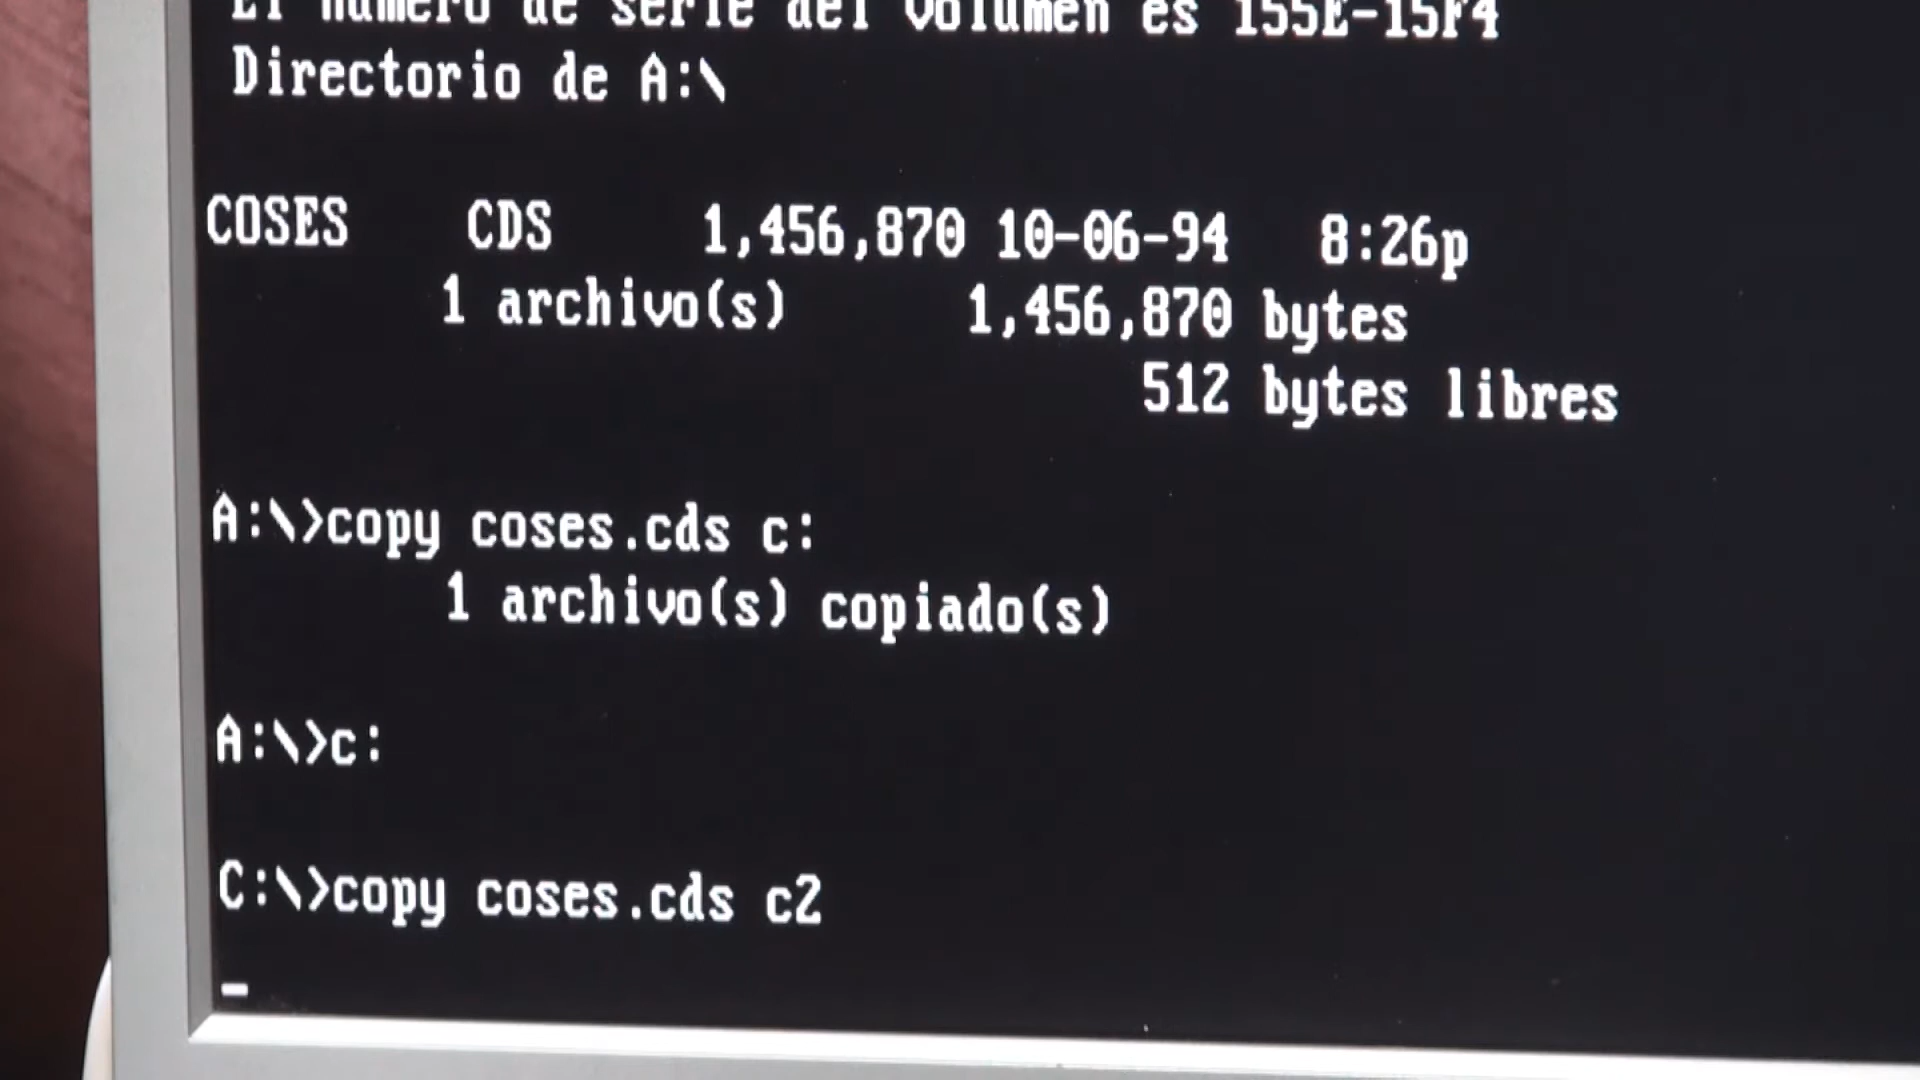 El número de serie del volumen es 155E-15F4
Directorio de A:\
COSES CDS 1,456,870 10-06-94 8:26p
1 archivo(s) 1,456,870 bytes
512 bytes libres
A:\>copy coses.cds c:
1 archivo(s) copiado(s)
A:\>c:
C:\>copy coses.cds c2